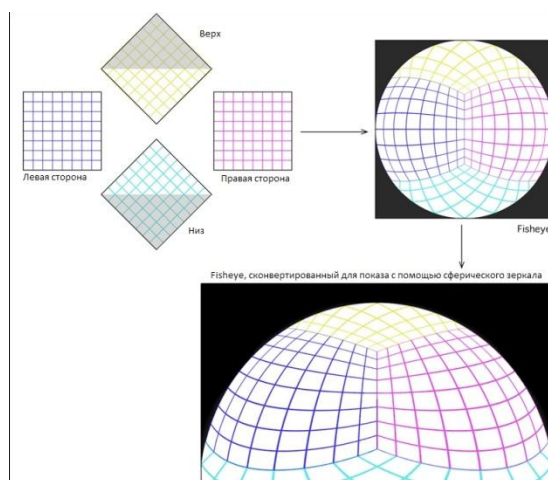 Верх
Левая сторона
Правая сторона
Низ
Fisheye
Fisheye, сконвертированный для показа с помощью сферического зеркала